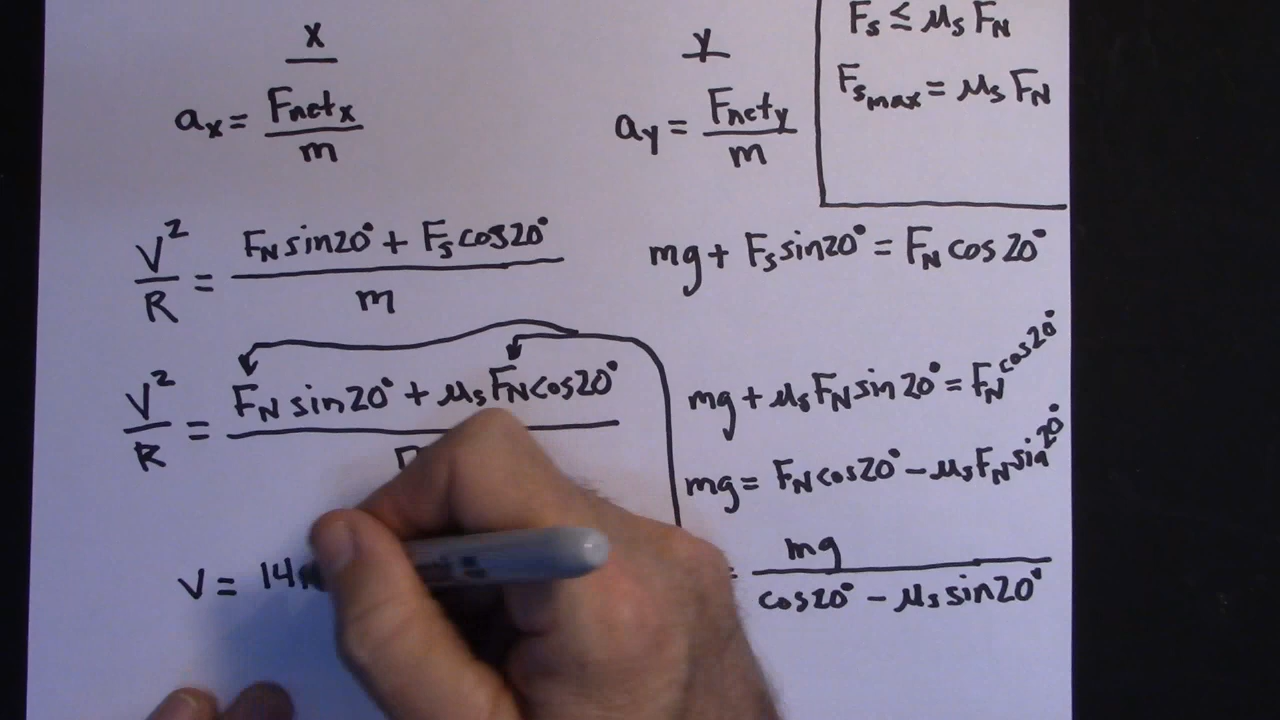 x
aₓ = Fnetₓ / m
V² / R = (F_N sin20° + F_s cos20°) / m
V² / R = (F_N sin20° + μ_s F_N cos20°)
V = 14
y
a_y = Fnet_y / m
F_s ≤ μ_s F_N
F_s max = μ_s F_N
mg + F_s sin20° = F_N cos20°
mg + μ_s F_N sin20° = F_N cos20°
mg = F_N cos20° − μ_s F_N sin20°
= mg / (cos20° − μ_s sin20°)